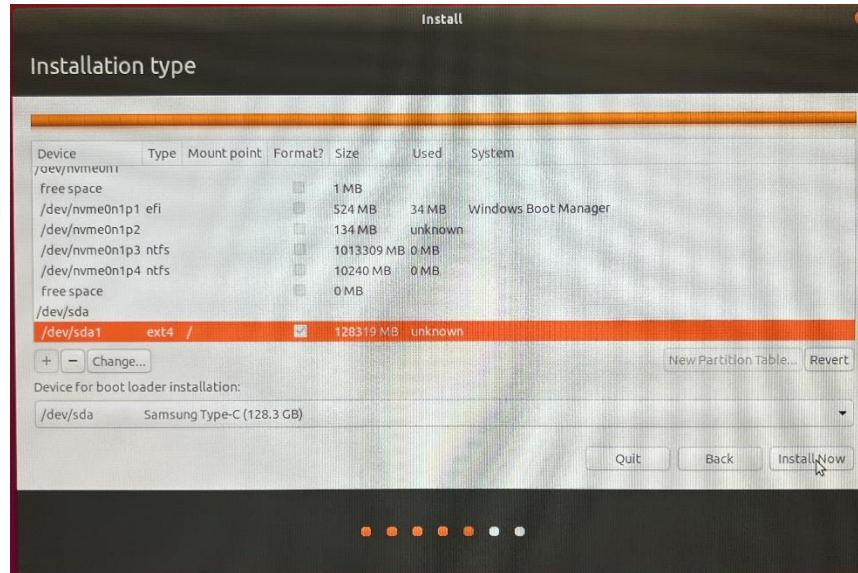 Install
Installation type
Device Type Mount point Format? Size Used System
/dev/nvme0n1
free space 1 MB
/dev/nvme0n1p1 efi 524 MB 34 MB Windows Boot Manager
/dev/nvme0n1p2 134 MB unknown
/dev/nvme0n1p3 ntfs 1013309 MB 0 MB
/dev/nvme0n1p4 ntfs 10240 MB 0 MB
free space 0 MB
/dev/sda
/dev/sda1 ext4 / 128319 MB unknown
+ − Change... New Partition Table... Revert
Device for boot loader installation:
/dev/sda Samsung Type-C (128.3 GB)
Quit Back Install Now